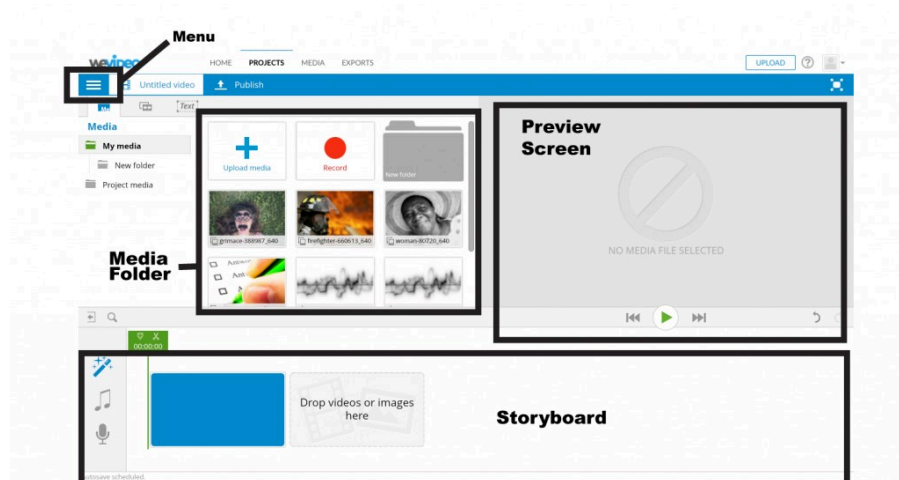 Menu
wevideo
HOME PROJECTS MEDIA EXPORTS
UPLOAD ?
Untitled video Publish
[Text]
Media
My media
New folder
Project media
Upload media
Record
New folder
grimace-388987_640
firefighter-660613_640
woman-80720_640
Media
Folder
Preview
Screen
NO MEDIA FILE SELECTED
00:00:00
Drop videos or images
here
Storyboard
Autosave scheduled.